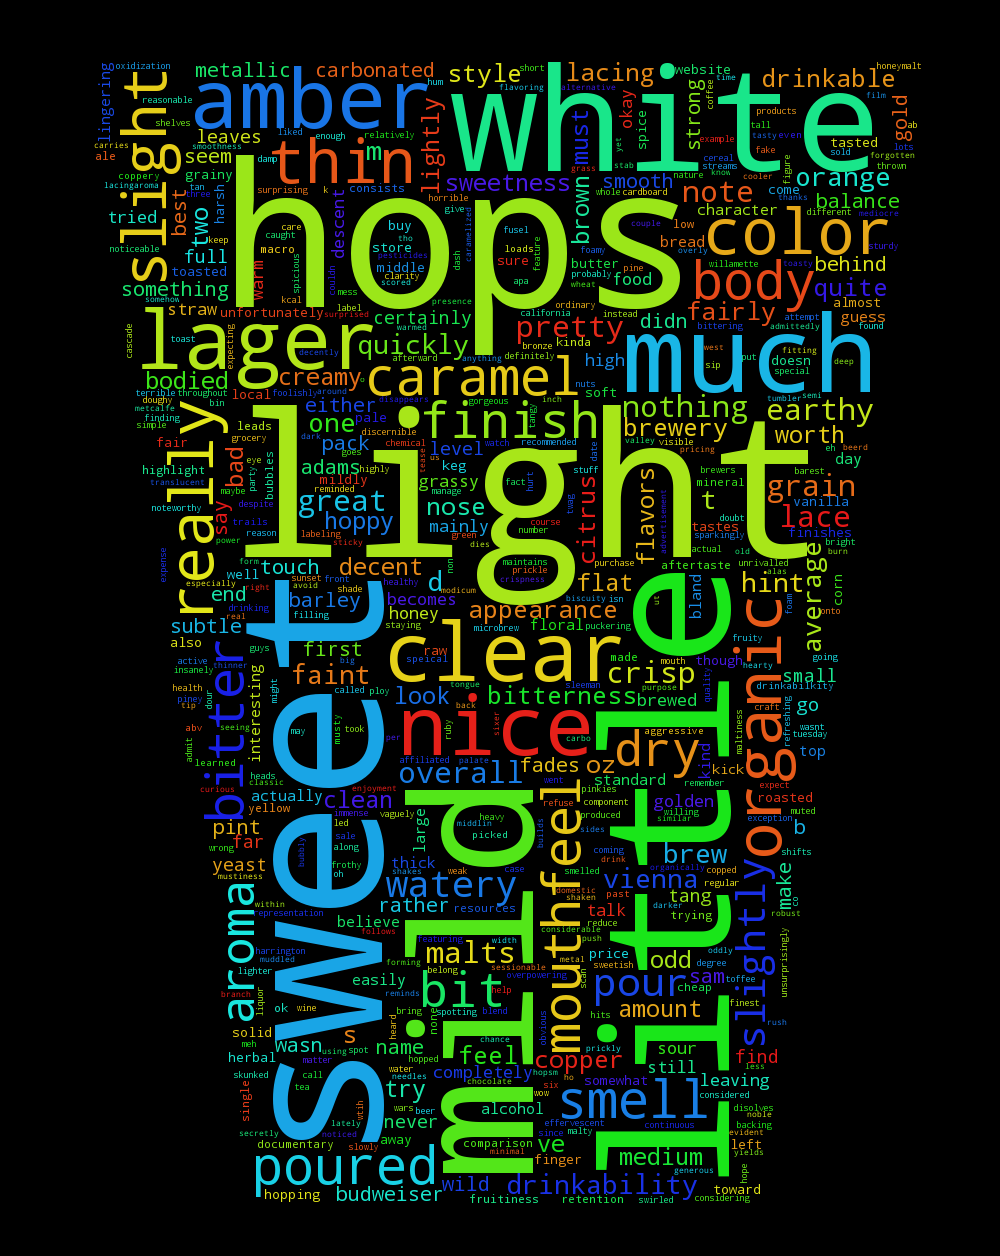 oxidization
metallic
carbonated
style
short
lacing
website
drinkable
honeymalt
lingering
slight
amber
white
hops
light
sweet
little
mild
thin
lightly
must
okay
spice
strong
coffee
time
products
film
gold
ab
reasonable
shelves
leaves
liked
enough
relatively
hum
flavoring
alternative
tall
tasty
even
carries
ale
smoothness
seem
damp
m
yet
grass
example
fake
tasted
sold
lots
forgotten
coppery
grainy
cereal
streams
cooler
figure
thrown
lacingaroma
tan
three
surprising
k
consists
sweetness
smooth
stab
nature
know
note
come
thanks
orange
best
two
harsh
horrible
give
whole
cardboard
brown
low
character
different
mediocre
balance
tried
keep
care
descent
buy
tho
fusel
couple
bread
color
sturdy
noticeable
full
macro
caught
store
pesticides
loads
foamy
butter
overly
willamette
toasty
behind
toasted
warm
spicious
clarity
middle
sure
apa
feature
food
pine
probably
body
quite
something
kcal
couldn
mess
scored
dash
caramelized
wheat
somehow
straw
unfortunately
label
presence
california
ordinary
instead
fairly
almost
cascade
lager
expecting
surprised
certainly
warmed
pretty
didn
bittering
attempt
admittedly
guess
found
toast
decently
quickly
afterward
anything
definitely
bronze
kinda
high
much
doesn
west
sip
put
fitting
special
deep
bodied
creamy
caramel
nuts
soft
tumbler
semi
terrible
throughout
local
foolishly
around
o
disappears
gorgeous
inch
doughy
metcalfe
finding
simple
bin
really
either
pale
finish
tangy
nothing
earthy
fair
leads
one
discernible
dark
us
brewery
worth
grocery
eye
pack
goes
chemical
level
watch
recommended
date
valley
visible
pricing
eh
beerd
day
highlight
translucent
bad
party
bubbles
adams
highly
tease
keg
stuff
brewers
barest
noteworthy
maybe
mildly
grassy
fact
hurt
mineral
grain
say
despite
great
reminded
manage
nose
twag
citrus
flavors
t
advertisement
vanilla
trails
reason
labeling
hoppy
mainly
number
course
tastes
doubt
lace
power
sticky
green
sparkingly
finishes
expense
form
non
dies
maintains
prickle
purchase
actual
old
unrivalled
bright
burn
especially
well
touch
decent
crispness
aftertaste
alas
average
end
right
sunset
front
avoid
shade
healthy
d
modicum
biscuity
isn
flat
bland
hint
corn
drinking
barley
becomes
appearance
ut
foam
onto
subtle
real
filling
honey
floral
puckering
fruity
organic
also
guys
first
staying
microbrew
clear
made
mouth
though
hearty
going
active
insanely
thinner
big
raw
speical
crisp
small
health
faint
called
ploy
look
tongue
sleeman
purpose
quality
drinkabilkity
piney
tip
dour
bitter
interesting
might
bitterness
brewed
craft
refreshing
go
abv
admit
seeing
may
musty
took
nice
back
sixer
ruby
carbo
aggressive
maltiness
wasnt
tuesday
learned
heads
per
affiliated
palate
dry
kind
top
curious
classic
enjoyment
overall
fades
oz
went
standard
kick
remember
expect
actually
clean
immense
vaguely
pinkies
roasted
yellow
refuse
component
golden
willing
exception
muted
pint
led
sale
large
heavy
middlin
picked
mouthfeel
produced
similar
b
wrong
far
bubbly
along
builds
sides
coming
brew
shifts
yeast
frothy
oh
thick
shakes
weak
case
smelled
drink
organically
copped
mustiness
watery
domestic
shaken
vienna
regular
make
co
within
representation
aroma
rather
resources
past
darker
tang
robust
believe
follows
featuring
width
considerable
talk
reduce
trying
harrington
muddled
forming
malts
push
metal
price
oddly
slightly
unsurprisingly
lighter
belong
sessionable
overpowering
scan
sweetish
odd
degree
branch
liquor
easily
reminds
bit
help
pour
cheap
sam
toffee
ok
wine
bring
none
spotting
blend
obvious
hits
amount
finest
rush
solid
s
heard
chance
prickly
sour
meh
wasn
using
spot
name
hopped
feel
copper
still
find
herbal
matter
water
completely
hopsm
less
skunked
call
needles
chocolate
six
ho
somewhat
leaving
considered
single
tea
try
wow
smell
wtih
wars
beer
alcohol
disolves
noble
secretly
lately
noticed
never
since
effervescent
malty
continuous
backing
documentary
slowly
away
comparison
minimal
ve
evident
left
yields
poured
finger
medium
generous
hope
hopping
budweiser
wild
drinkability
toward
fruitiness
retention
swirled
considering